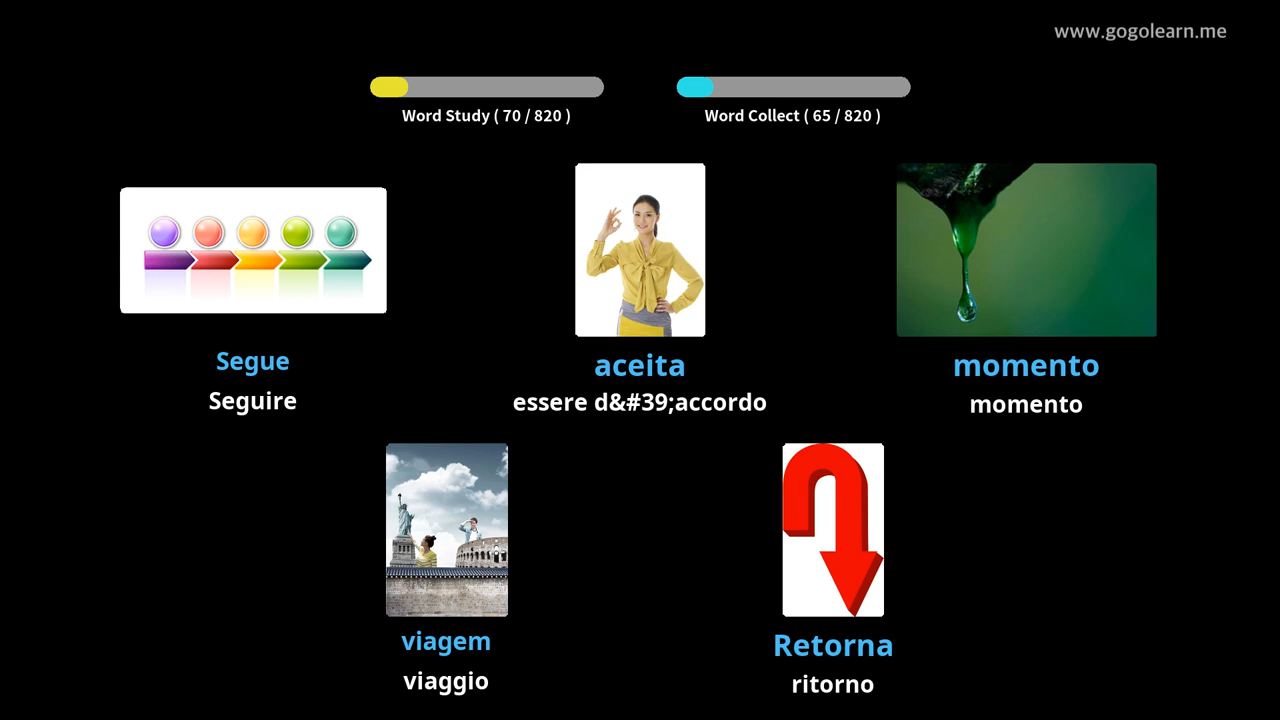 www.gogolearn.me
Word Study ( 70 / 820 )
Word Collect ( 65 / 820 )
Segue
Seguire
aceita
essere d&#39;accordo
momento
momento
viagem
viaggio
Retorna
ritorno